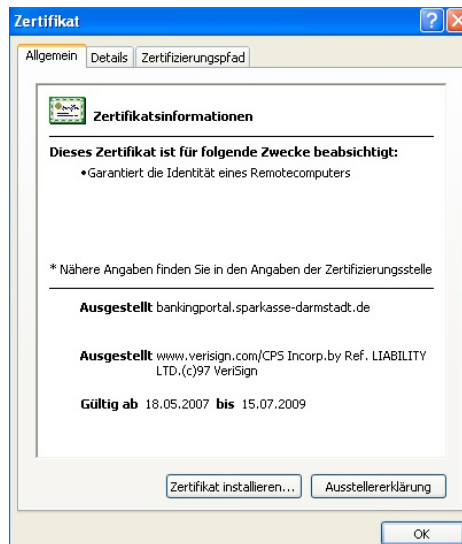 Zertifikat
Allgemein Details Zertifizierungspfad
Zertifikatsinformationen
Dieses Zertifikat ist für folgende Zwecke beabsichtigt:
•Garantiert die Identität eines Remotecomputers
* Nähere Angaben finden Sie in den Angaben der Zertifizierungsstelle
Ausgestellt bankingportal.sparkasse-darmstadt.de
Ausgestellt www.verisign.com/CPS Incorp.by Ref. LIABILITY
LTD.(c)97 VeriSign
Gültig ab 18.05.2007 bis 15.07.2009
Zertifikat installieren... Ausstellererklärung
OK